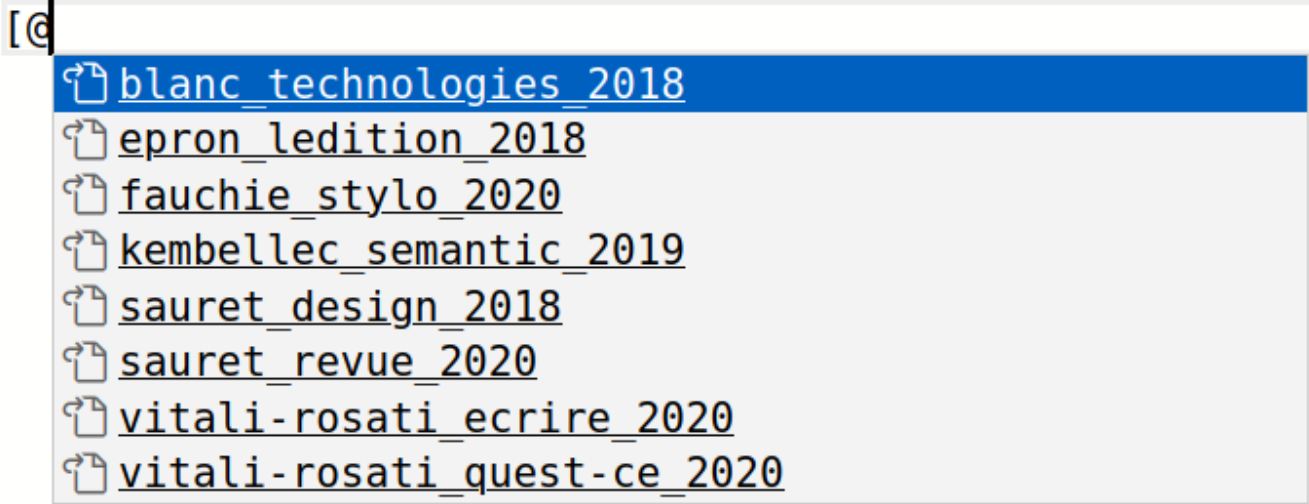 [@
blanc_technologies_2018
epron_ledition_2018
fauchie_stylo_2020
kembellec_semantic_2019
sauret_design_2018
sauret_revue_2020
vitali-rosati_ecrire_2020
vitali-rosati_quest-ce_2020